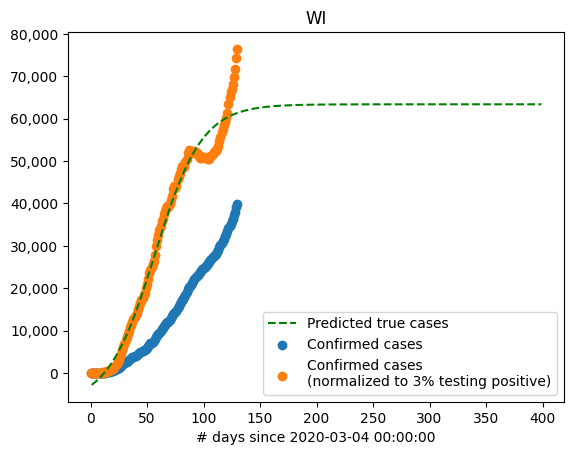 WI
80,000
70,000
60,000
50,000
40,000
30,000
20,000
10,000
0
Predicted true cases
Confirmed cases
Confirmed cases
(normalized to 3% testing positive)
0 50 100 150 200 250 300 350 400
# days since 2020-03-04 00:00:00